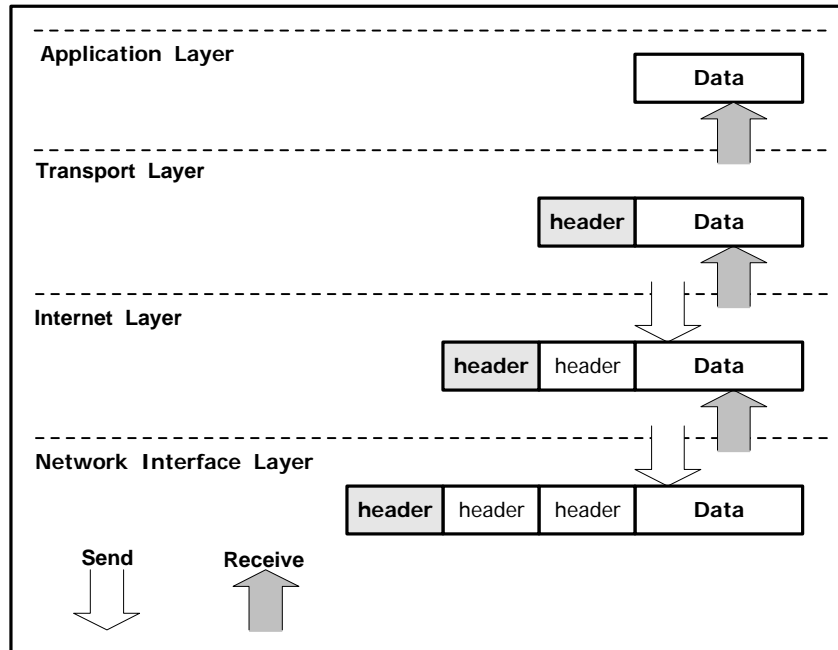 Application Layer
Data
Transport Layer
header Data
Internet Layer
header header Data
Network Interface Layer
header header header Data
Send Receive